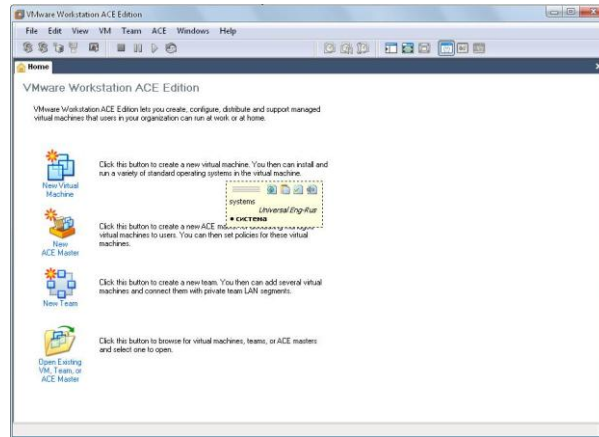 VMware Workstation ACE Edition
File Edit View VM Team ACE Windows Help
Home
VMware Workstation ACE Edition
VMware Workstation ACE Edition lets you create, configure, distribute and support managed
virtual machines that users in your organization can run at work or at home.
New Virtual
Machine
Click this button to create a new virtual machine. You then can install and
run a variety of standard operating systems in the virtual machine.
systems
Universal Eng-Rus
• система
New
ACE Master
Click this button to create a new ACE
virtual machines to users. You can then set policies for these virtual
machines.
New Team
Click this button to create a new team. You then can add several virtual
machines and connect them with private team LAN segments.
Open Existing
VM, Team, or
ACE Master
Click this button to browse for virtual machines, teams, or ACE masters
and select one to open.